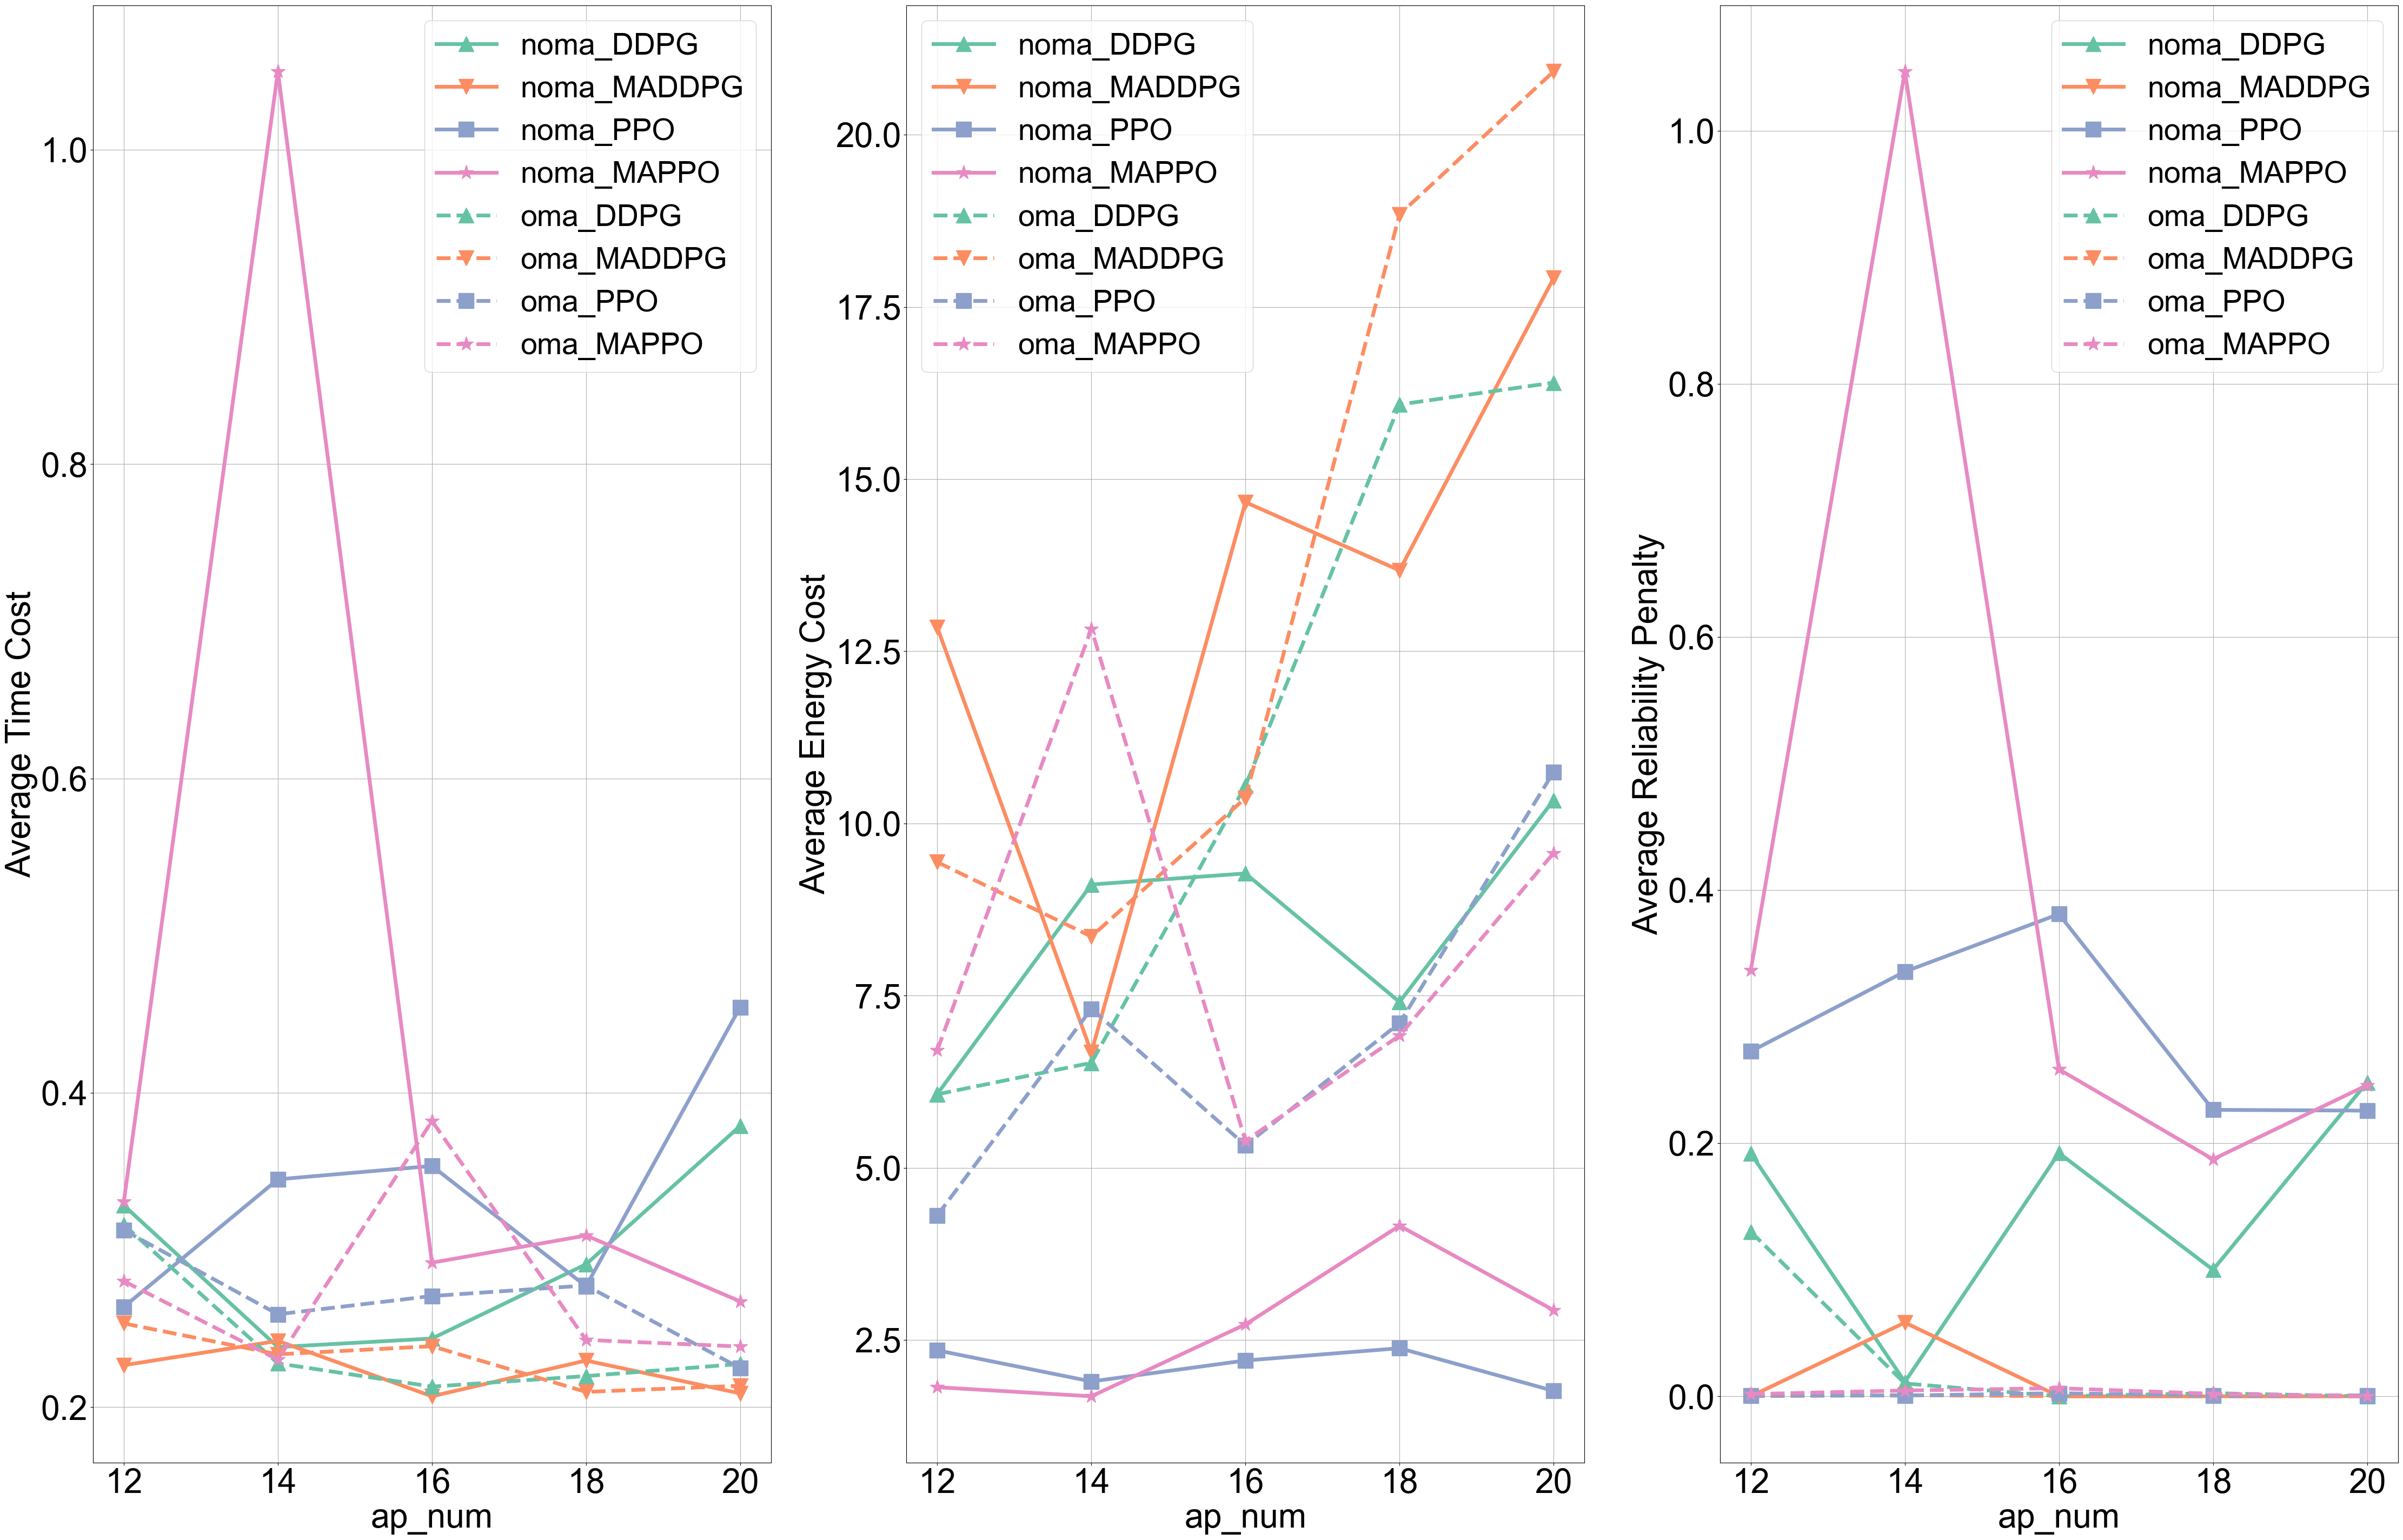 Average Time Cost
1.0
0.8
0.6
0.4
0.2
12 14 16 18 20
ap_num
noma_DDPG
noma_MADDPG
noma_PPO
noma_MAPPO
oma_DDPG
oma_MADDPG
oma_PPO
oma_MAPPO
Average Energy Cost
20.0
17.5
15.0
12.5
10.0
7.5
5.0
2.5
12 14 16 18 20
ap_num
noma_DDPG
noma_MADDPG
noma_PPO
noma_MAPPO
oma_DDPG
oma_MADDPG
oma_PPO
oma_MAPPO
Average Reliability Penalty
1.0
0.8
0.6
0.4
0.2
0.0
12 14 16 18 20
ap_num
noma_DDPG
noma_MADDPG
noma_PPO
noma_MAPPO
oma_DDPG
oma_MADDPG
oma_PPO
oma_MAPPO